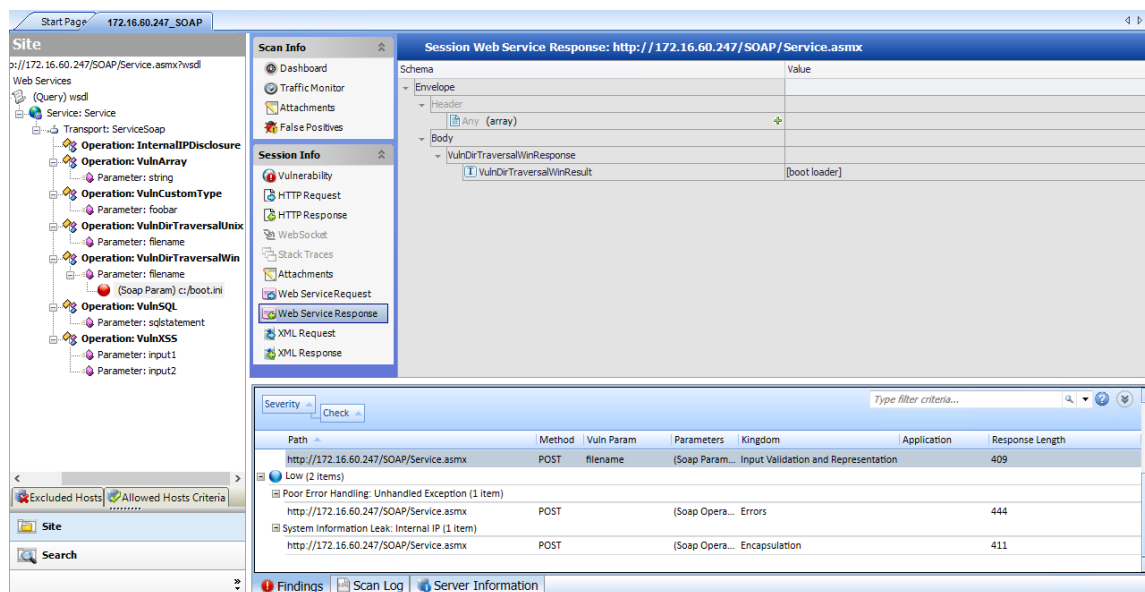 Start Page 172.16.60.247_SOAP
Site
p://172.16.60.247/SOAP/Service.asmx?wsdl
Web Services
(Query) wsdl
Service: Service
Transport: ServiceSoap
Operation: InternalIPDisclosure
Operation: VulnArray
Parameter: string
Operation: VulnCustomType
Parameter: foobar
Operation: VulnDirTraversalUnix
Parameter: filename
Operation: VulnDirTraversalWin
Parameter: filename
(Soap Param) c:/boot.ini
Operation: VulnSQL
Parameter: sqlstatement
Operation: VulnXSS
Parameter: input1
Parameter: input2
Excluded Hosts Allowed Hosts Criteria
Site
Search
Scan Info
Dashboard
Traffic Monitor
Attachments
False Positives
Session Info
Vulnerability
HTTP Request
HTTP Response
WebSocket
Stack Traces
Attachments
Web Service Request
Web Service Response
XML Request
XML Response
Session Web Service Response: http://172.16.60.247/SOAP/Service.asmx
Schema Value
Envelope
Header
Any (array)
Body
VulnDirTraversalWinResponse
VulnDirTraversalWinResult [boot loader]
Severity
Check
Type filter criteria...
Path Method Vuln Param Parameters Kingdom Application Response Length
http://172.16.60.247/SOAP/Service.asmx POST filename (Soap Param... Input Validation and Representation 409
Low (2 items)
Poor Error Handling: Unhandled Exception (1 item)
http://172.16.60.247/SOAP/Service.asmx POST (Soap Opera... Errors 444
System Information Leak: Internal IP (1 item)
http://172.16.60.247/SOAP/Service.asmx POST (Soap Opera... Encapsulation 411
Findings Scan Log Server Information